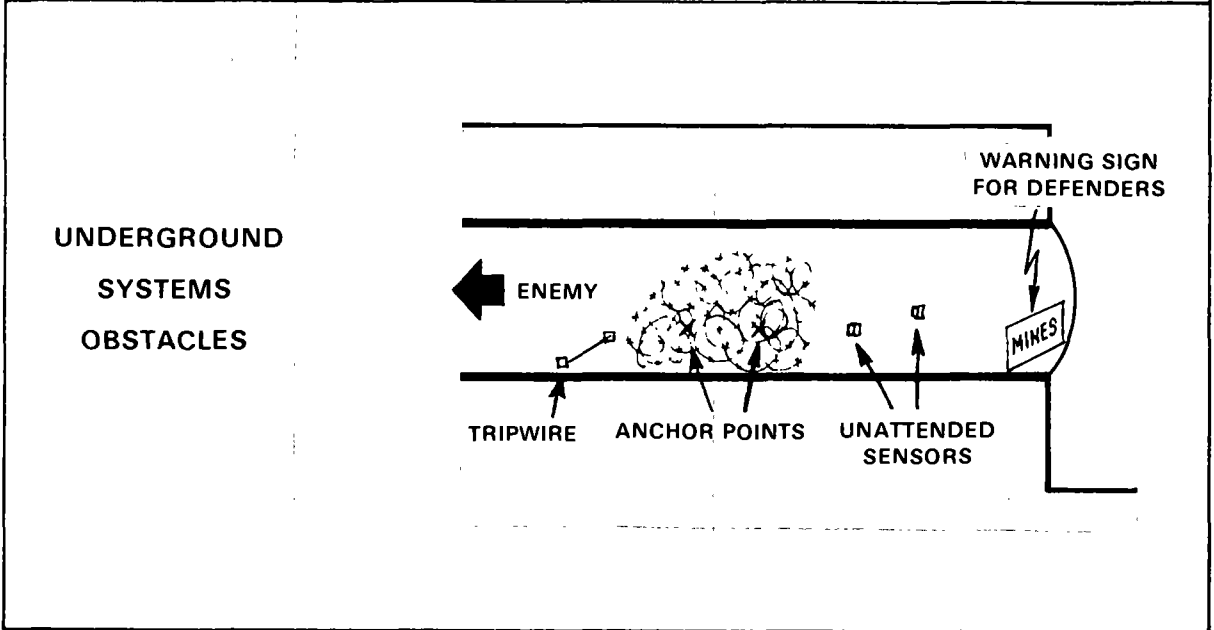 UNDERGROUND
SYSTEMS
OBSTACLES
WARNING SIGN
FOR DEFENDERS
ENEMY
MINES
TRIPWIRE
ANCHOR POINTS
UNATTENDED
SENSORS